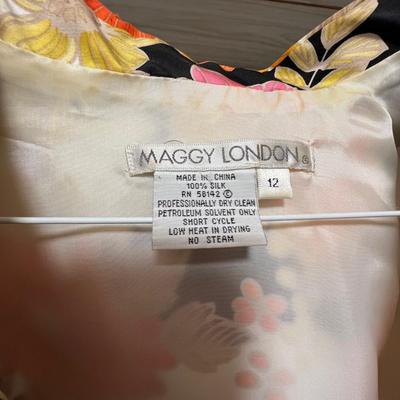 MAGGY LONDON®
MADE IN CHINA
100% SILK
RN 58142 ©
PROFESSIONALLY DRY CLEAN
PETROLEUM SOLVENT ONLY
SHORT CYCLE
LOW HEAT IN DRYING
NO STEAM
12